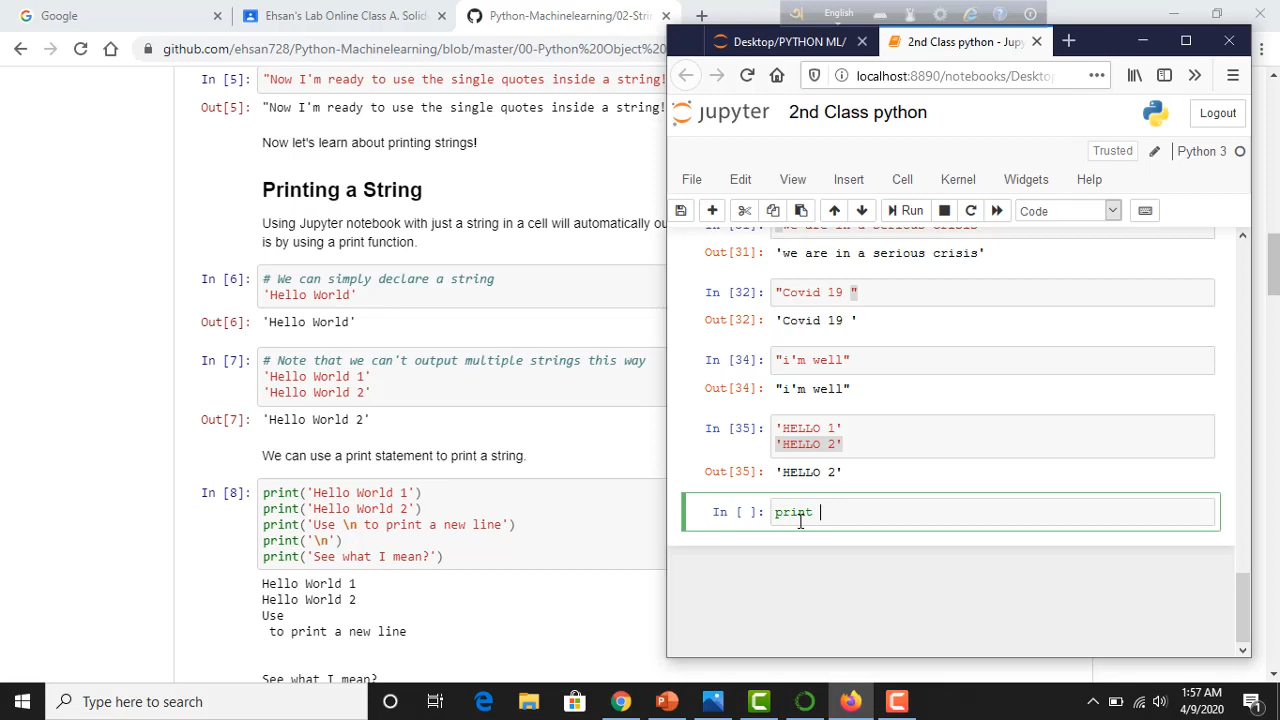 Google
Ehsan's Lab Online Class A. Solid
Python-Machinelearning/02-Strin
English
github.com/ehsan728/Python-Machinelearning/blob/master/00-Python%20Object%20
In [5]: "Now I'm ready to use the single quotes inside a string!
Out[5]: "Now I'm ready to use the single quotes inside a string!
Now let's learn about printing strings!
Printing a String
Using Jupyter notebook with just a string in a cell will automatically ou
is by using a print function.
In [6]: # We can simply declare a string
'Hello World'
Out[6]: 'Hello World'
In [7]: # Note that we can't output multiple strings this way
'Hello World 1'
'Hello World 2'
Out[7]: 'Hello World 2'
We can use a print statement to print a string.
In [8]: print('Hello World 1')
print('Hello World 2')
print('Use \n to print a new line')
print('\n')
print('See what I mean?')
Hello World 1
Hello World 2
Use
to print a new line
See what I mean?
Desktop/PYTHON ML/
2nd Class python - Jupy
localhost:8890/notebooks/Deskto
jupyter 2nd Class python
Logout
Trusted
Python 3
File Edit View Insert Cell Kernel Widgets Help
Run
Code
In [31]: "we are in a serious crisis"
Out[31]: 'we are in a serious crisis'
In [32]: "Covid 19 "
Out[32]: 'Covid 19 '
In [34]: "i'm well"
Out[34]: "i'm well"
In [35]: 'HELLO 1'
'HELLO 2'
Out[35]: 'HELLO 2'
In [ ]: print
Type here to search
1:57 AM
4/9/2020
1